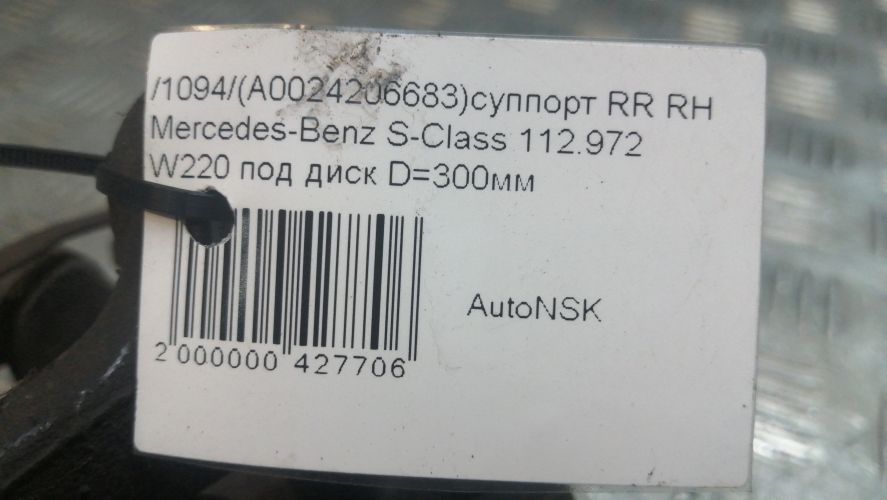 /1094/(A0024206683)суппорт RR RH
Mercedes-Benz S-Class 112.972
W220 под диск D=300мм
AutoNSK
2 000000 427706